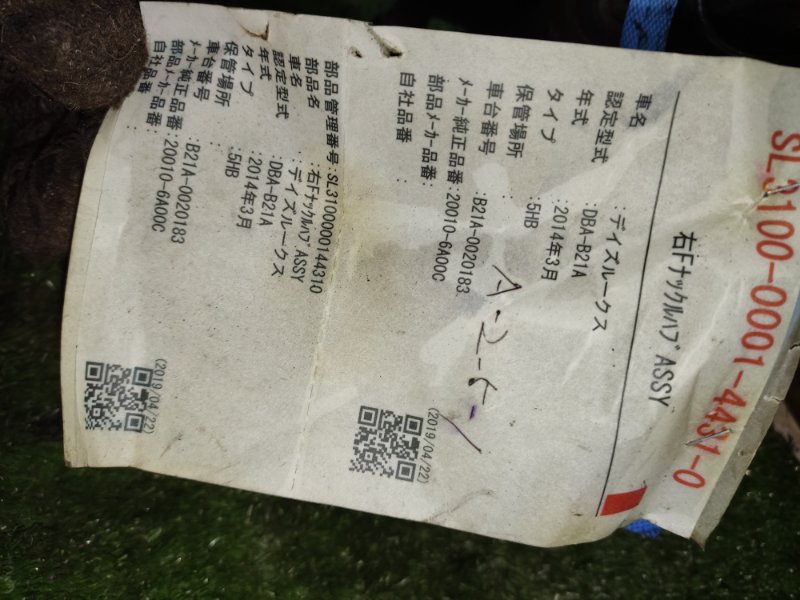 SL3100-0001-4431-0
右Fナックルハブ ASSY
車名 :デイズルークス
認定型式 :DBA-B21A
年式 :2014年3月
タイプ :5HB
保管場所 :
車台番号 :B21A-0020183
メーカー純正品番:20010-6A00C
部品メーカー品番:
自社品番 :
(2019/04/22)
部品管理番号:SL3100000144310
部品名 :右Fナックルハブ ASSY
車名 :デイズルークス
認定型式 :DBA-B21A
年式 :2014年3月
タイプ :5HB
保管場所 :
車台番号 :B21A-0020183
メーカー純正品番:20010-6A00C
部品メーカー品番:
自社品番 :
(2019/04/22)